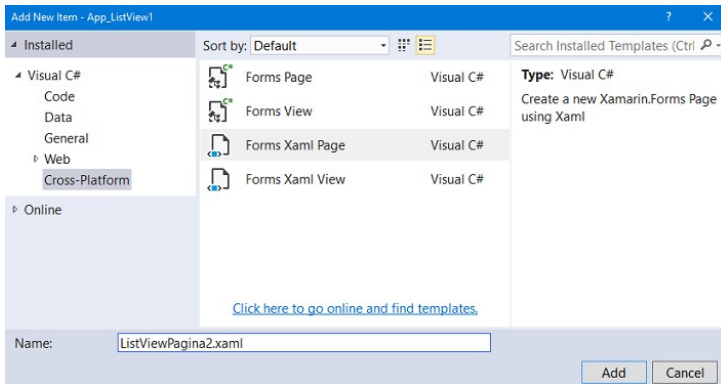 Add New Item - App_ListView1 ? ×
Installed
Sort by: Default
Search Installed Templates (Ctrl
Visual C#
Code
Data
General
Web
Cross-Platform
Online
Forms Page Visual C#
Forms View Visual C#
Forms Xaml Page Visual C#
Forms Xaml View Visual C#
Click here to go online and find templates.
Type: Visual C#
Create a new Xamarin.Forms Page
using Xaml
Name: ListViewPagina2.xaml
Add Cancel